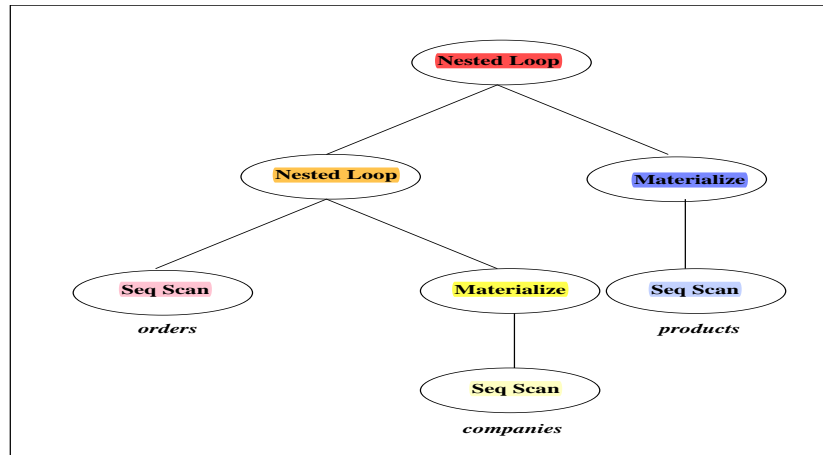 Nested Loop
Nested Loop
Materialize
Seq Scan
Materialize
Seq Scan
orders
products
Seq Scan
companies